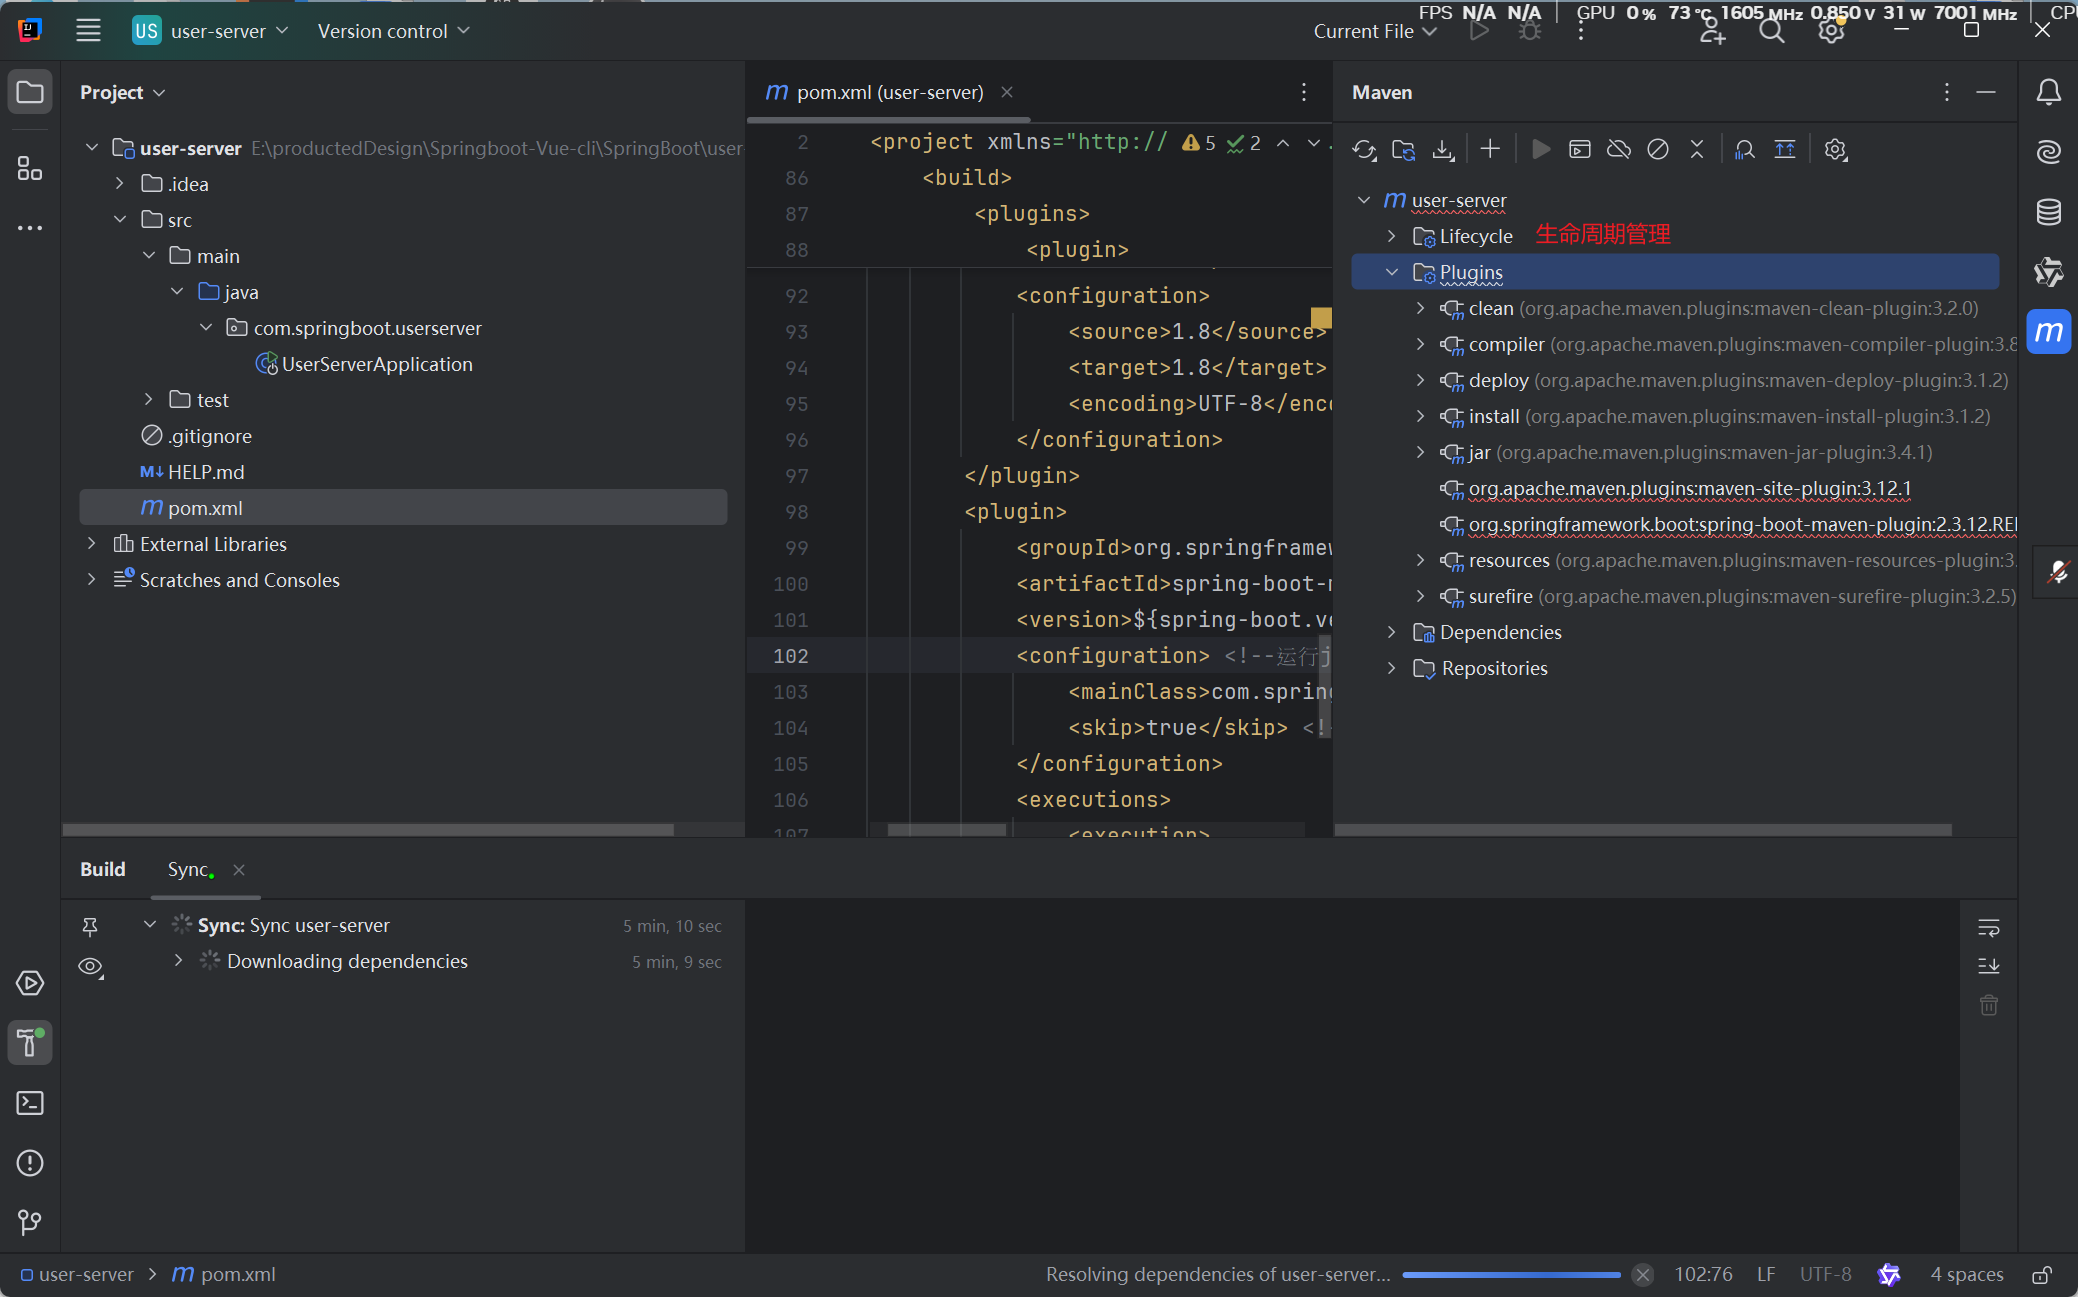 FPS N/A N/A GPU 0 % 73 °C 1605 MHz 0.850 V 31 W 7001 MHz
US user-server Version control Current File
Project
user-server E:\productedDesign\Springboot-Vue-cli\SpringBoot\user-
.idea
src
main
java
com.springboot.userserver
UserServerApplication
test
.gitignore
M↓ HELP.md
m pom.xml
External Libraries
Scratches and Consoles
m pom.xml (user-server)
2 <project xmlns="http:// 5 2
86 <build>
87 <plugins>
88 <plugin>
92 <configuration>
93 <source>1.8</source>
94 <target>1.8</target>
95 <encoding>UTF-8</enc
96 </configuration>
97 </plugin>
98 <plugin>
99 <groupId>org.springframe
100 <artifactId>spring-boot-
101 <version>${spring-boot.ve
102 <configuration> <!--运行j
103 <mainClass>com.sprin
104 <skip>true</skip> <!
105 </configuration>
106 <executions>
107 <execution>
Maven
m user-server
Lifecycle 生命周期管理
Plugins
clean (org.apache.maven.plugins:maven-clean-plugin:3.2.0)
compiler (org.apache.maven.plugins:maven-compiler-plugin:3.8
deploy (org.apache.maven.plugins:maven-deploy-plugin:3.1.2)
install (org.apache.maven.plugins:maven-install-plugin:3.1.2)
jar (org.apache.maven.plugins:maven-jar-plugin:3.4.1)
org.apache.maven.plugins:maven-site-plugin:3.12.1
org.springframework.boot:spring-boot-maven-plugin:2.3.12.REI
resources (org.apache.maven.plugins:maven-resources-plugin:3.
surefire (org.apache.maven.plugins:maven-surefire-plugin:3.2.5)
Dependencies
Repositories
m
Build Sync
Sync: Sync user-server 5 min, 10 sec
Downloading dependencies 5 min, 9 sec
user-server m pom.xml Resolving dependencies of user-server... 102:76 LF UTF-8 4 spaces